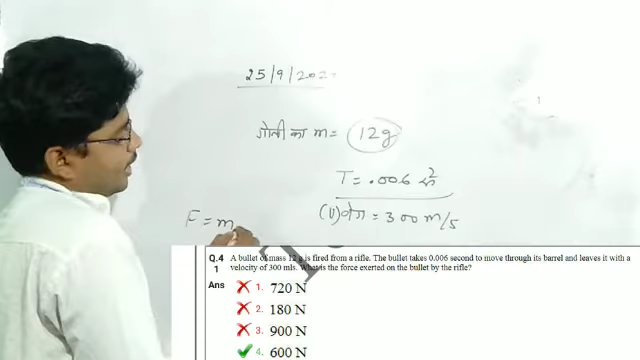 25/9/202
गोली का m = 12g
T = .006 से०
(v) वेग = 300 m/s
F = m
Q.4
1
A bullet of mass 12 g is fired from a rifle. The bullet takes 0.006 second to move through its barrel and leaves it with a
velocity of 300 mls. What is the force exerted on the bullet by the rifle?
Ans
1. 720 N
2. 180 N
3. 900 N
4. 600 N